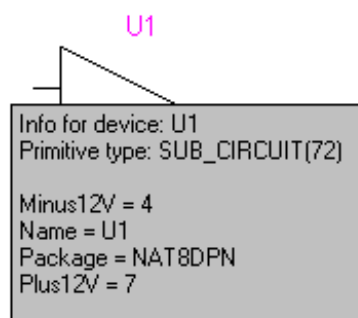 U1
Info for device: U1
Primitive type: SUB_CIRCUIT(72)
Minus12V = 4
Name = U1
Package = NAT8DPN
Plus12V = 7